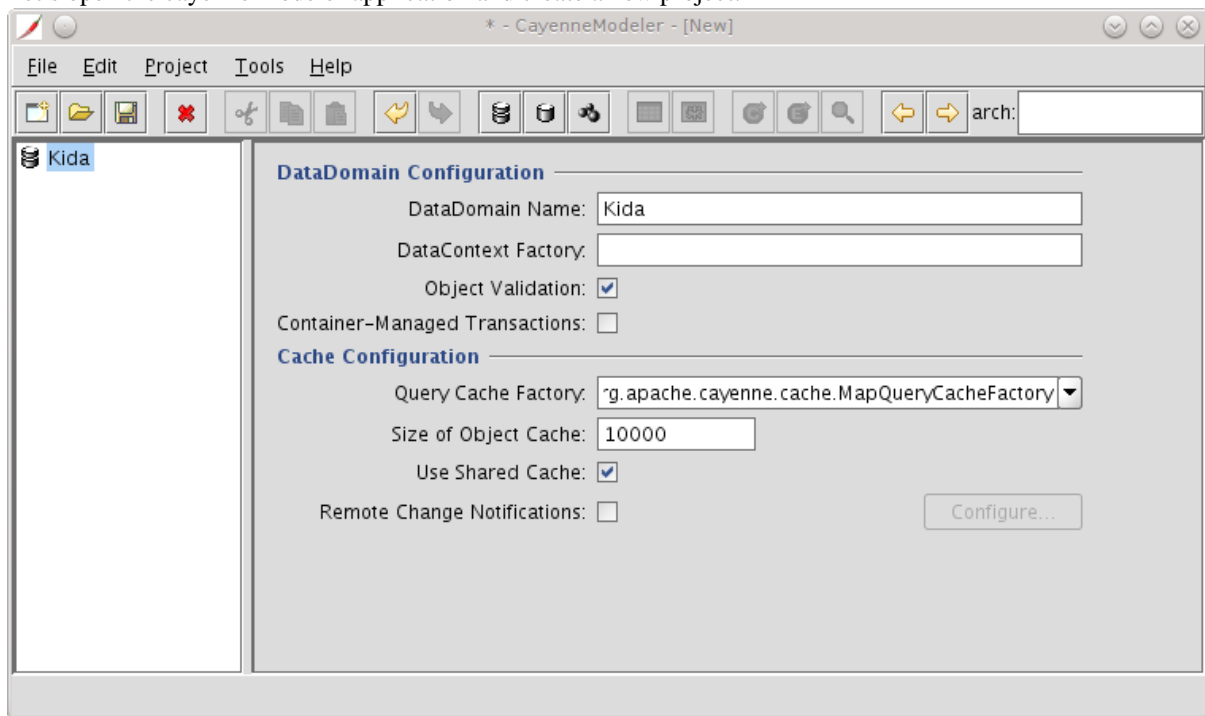 * - CayenneModeler - [New]
File Edit Project Tools Help
arch:
Kida
DataDomain Configuration
DataDomain Name: Kida
DataContext Factory:
Object Validation:
Container-Managed Transactions:
Cache Configuration
Query Cache Factory: rg.apache.cayenne.cache.MapQueryCacheFactory
Size of Object Cache: 10000
Use Shared Cache:
Remote Change Notifications: Configure...